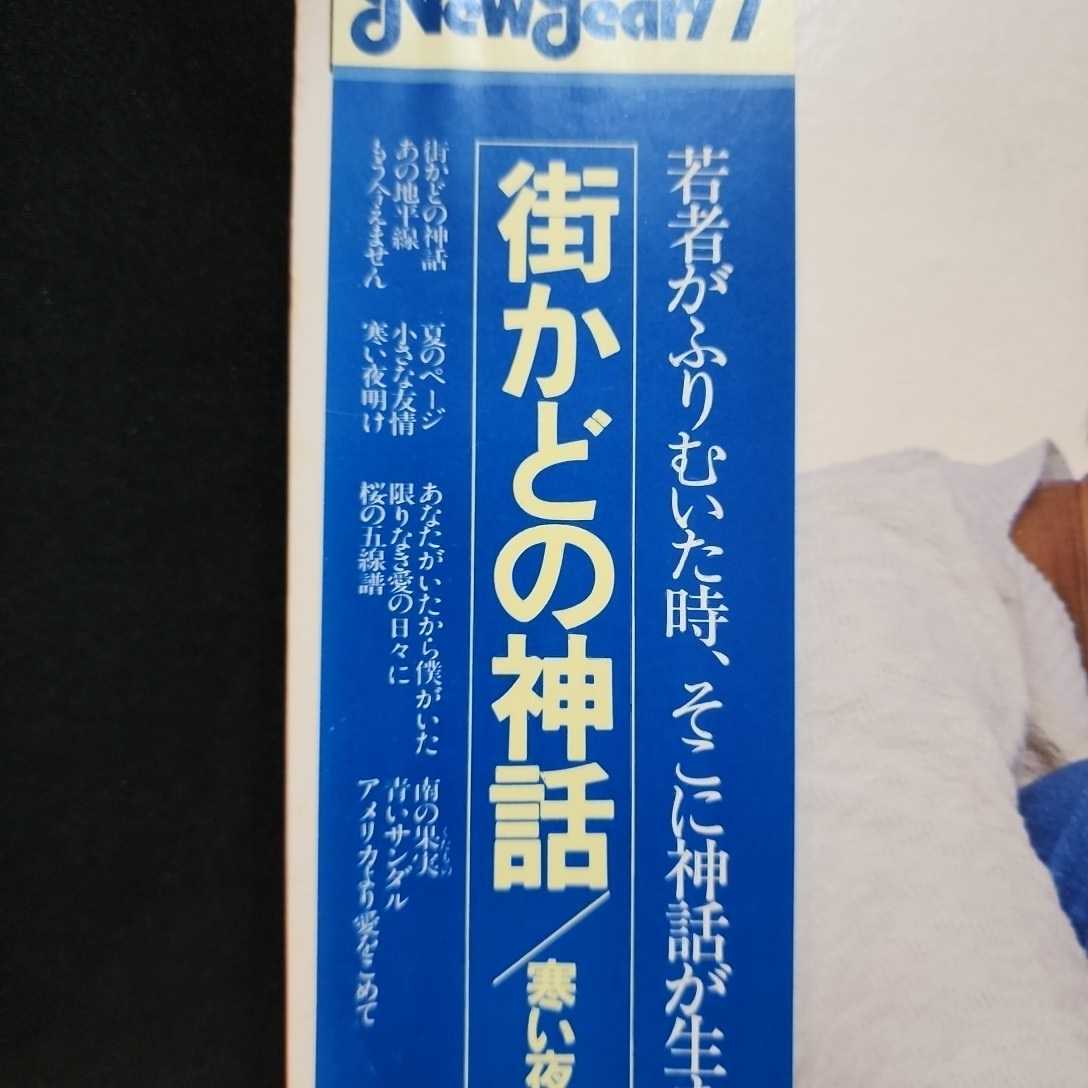 New Year 77
若者がふりむいた時、そこに神話が生ま
街かどの神話／寒い夜
街かどの神話
あの地平線
もう会えません
夏のページ
小さな友情
寒い夜明け
あなたがいたから僕がいた
限りなき愛の日々に
桜の五線譜
南の果実
くだもの
青いサンダル
アメリカより愛をこめて